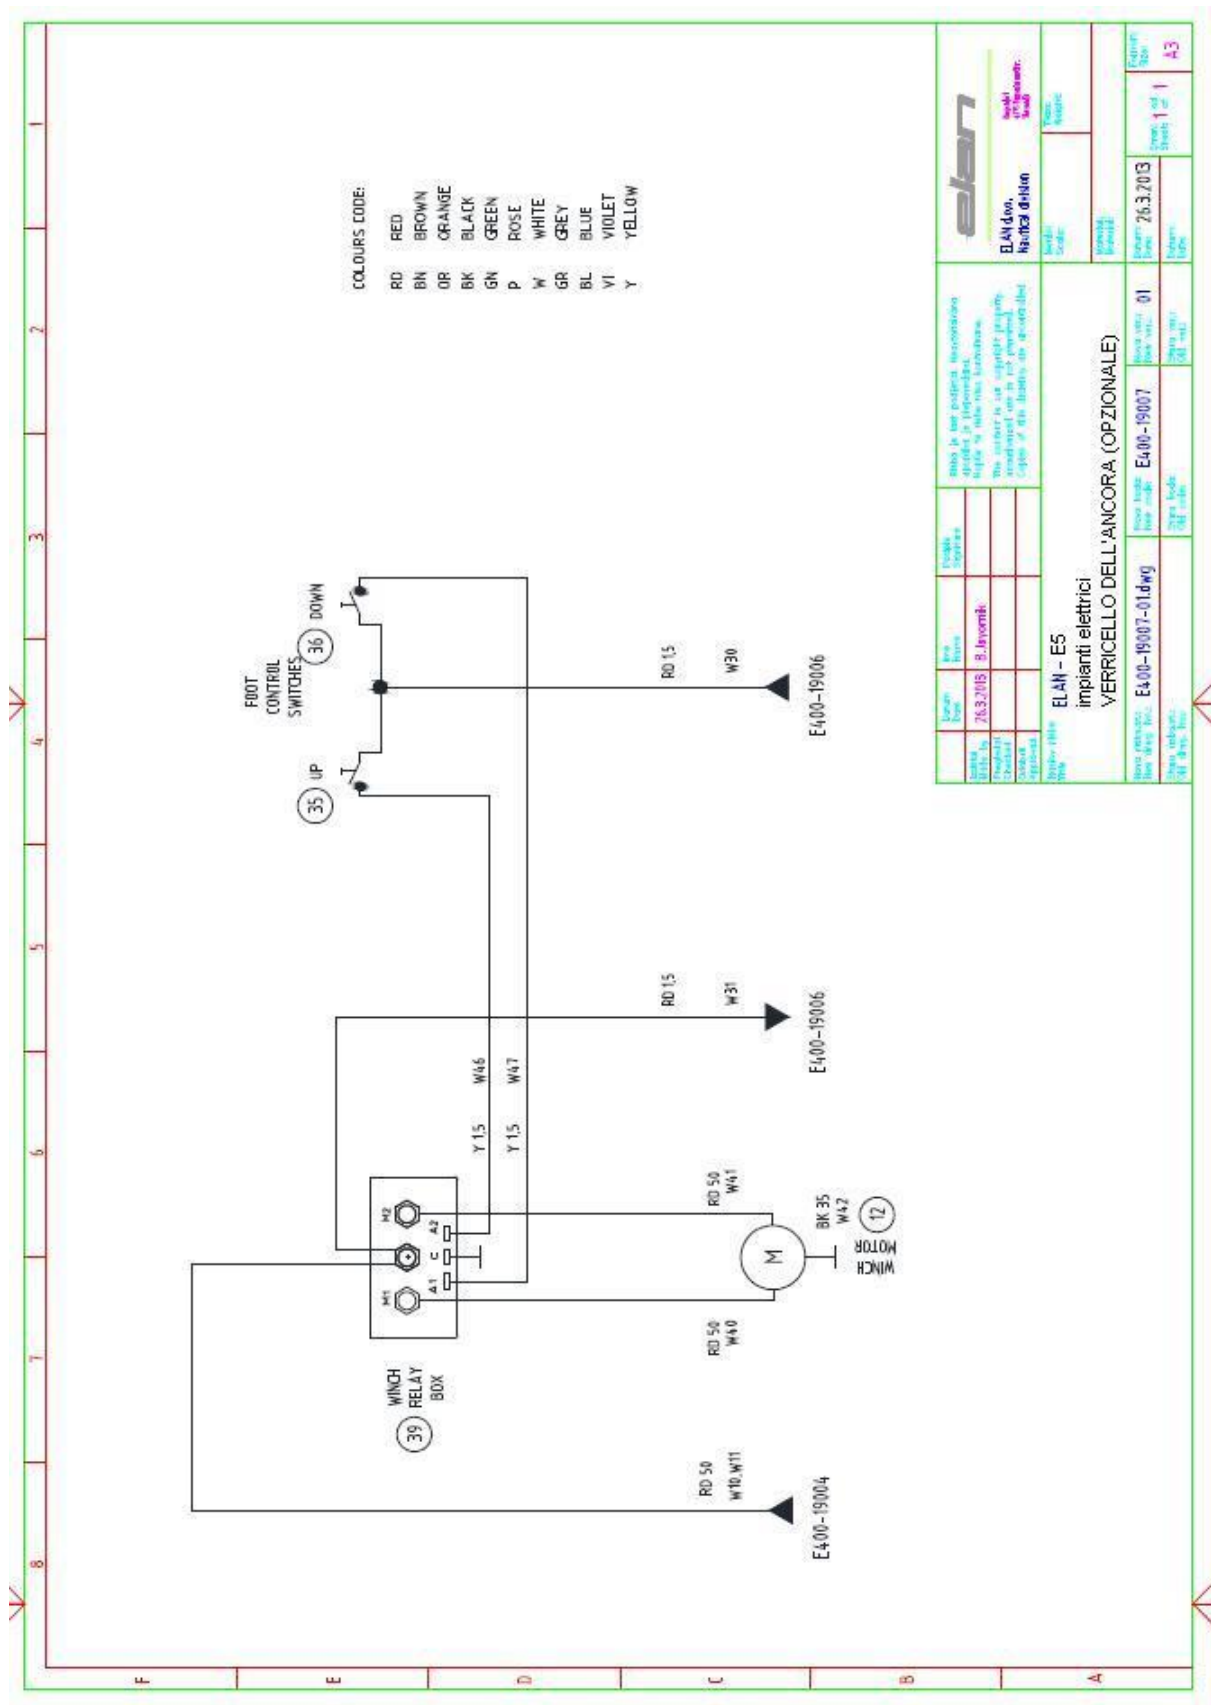 1
2
3
4
5
6
7
8
F
E
D
C
B
A
COLOURS CODE:
RD RED
BN BROWN
OR ORANGE
BK BLACK
GN GREEN
P ROSE
W WHITE
GR GREY
BL BLUE
VI VIOLET
Y YELLOW
FOOT
CONTROL
SWITCHES
35 UP
36 DOWN
RD 1,5
W30
E400-19006
RD 1,5
W31
E400-19006
Y 1,5 W46
Y 1,5 W47
M1
M2
+
A1
C
A2
39
WINCH
RELAY
BOX
RD 50
W41
RD 50
W40
M
BK 35
W42
12
WINCH
MOTOR
RD 50
W10,W11
E400-19004
elan
ELAN d.o.o.
Nautical division
26.3.2013
ELAN - E5
impianti elettrici
VERRICELLO DELL'ANCORA (OPZIONALE)
E400-19007-01.dwg
E400-19007
01
26.3.2013
1
1
A3